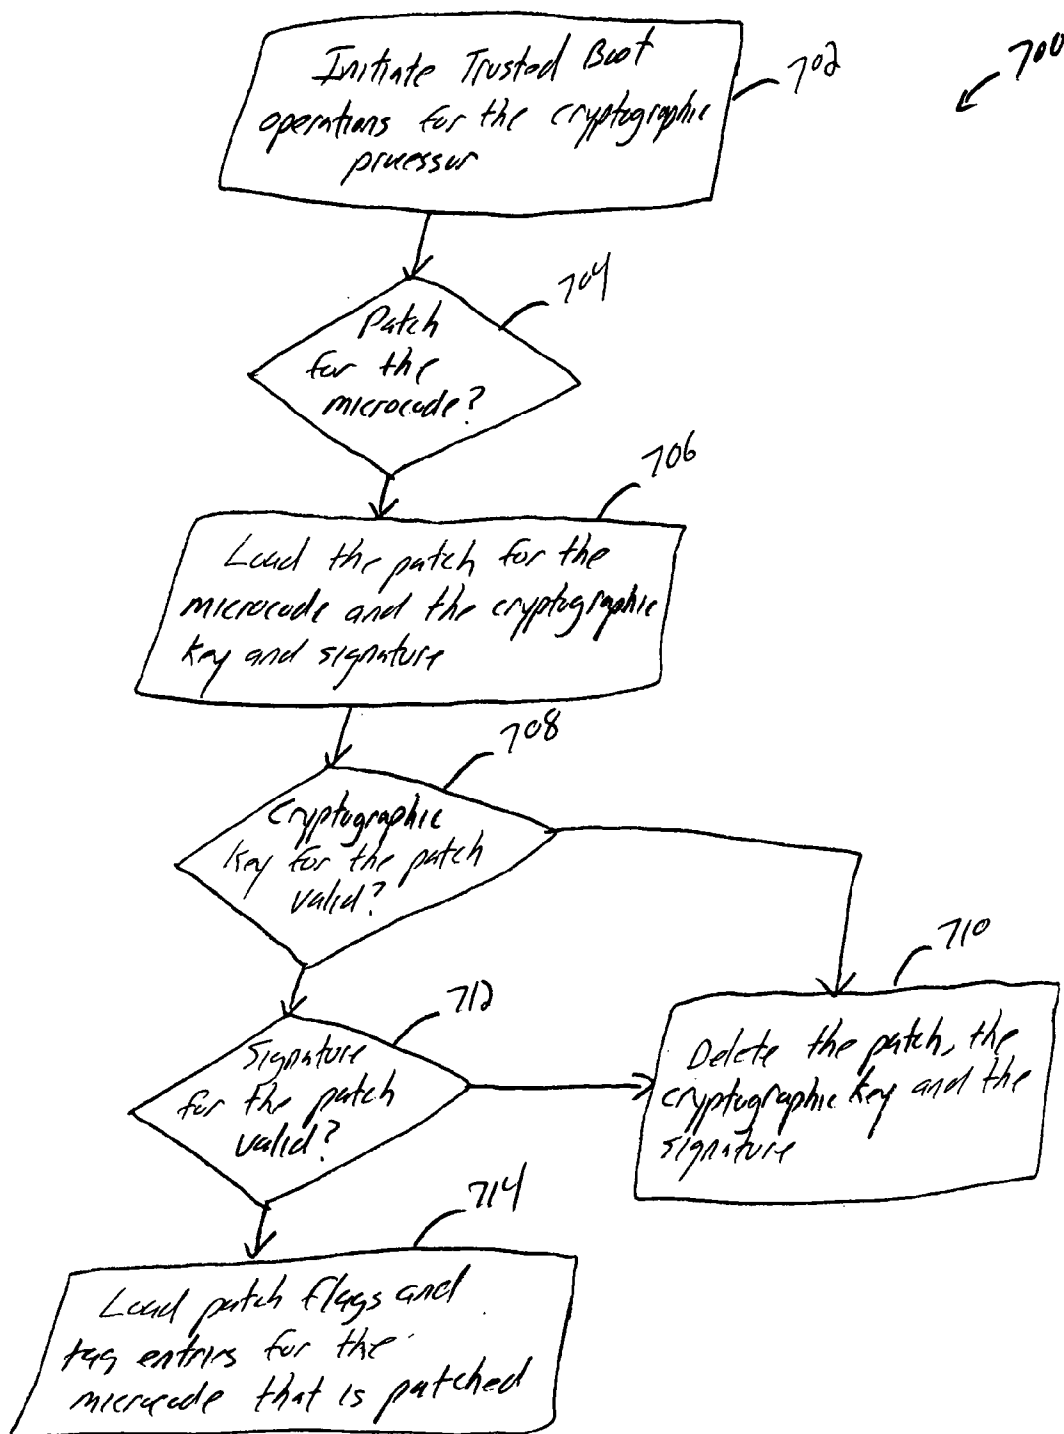 700
Initiate Trusted Boot
operations for the cryptographic
processor
702
704
Patch
for the
microcode?
706
Load the patch for the
microcode and the cryptographic
key and signature
708
Cryptographic
key for the patch
valid?
710
Delete the patch, the
cryptographic key and the
signature
712
Signature
for the patch
valid?
714
Load patch flags and
tag entries for the
microcode that is patched